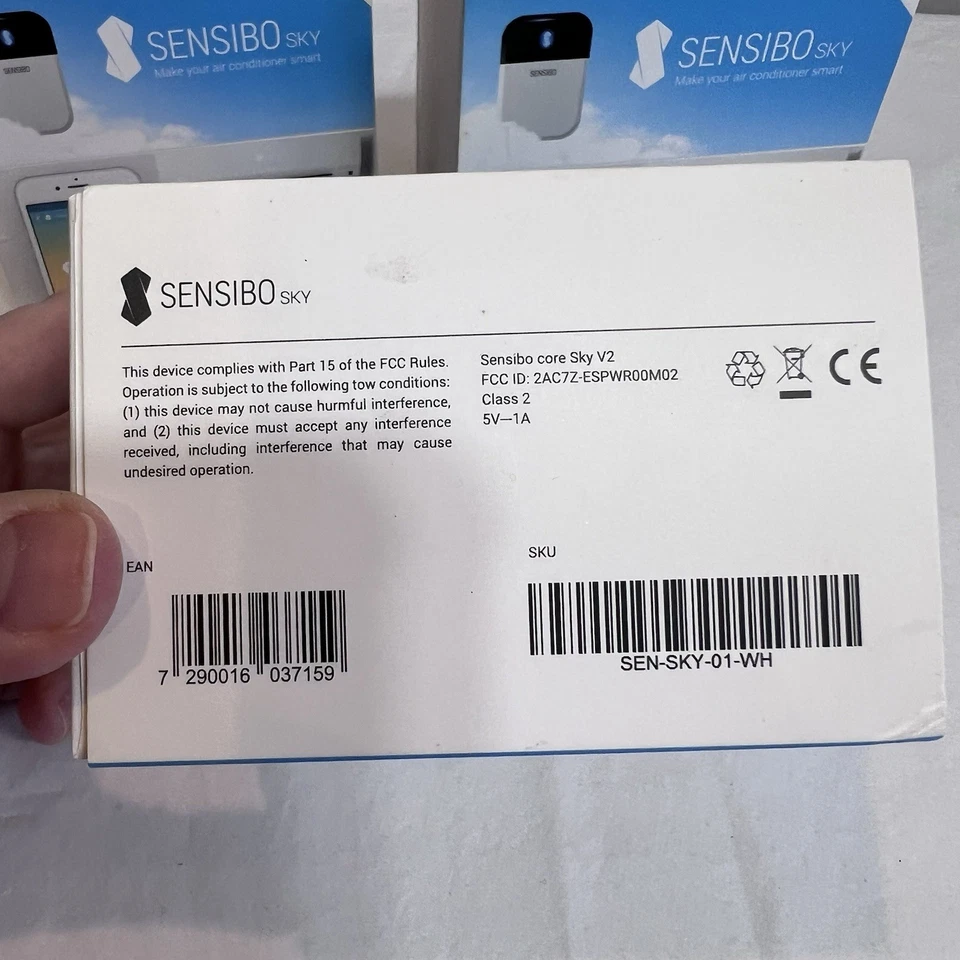 SENSIBO SKY
Make your air conditioner smart
SENSIBO
SENSIBO SKY
Make your air conditioner smart
SENSIBO
SENSIBO SKY
This device complies with Part 15 of the FCC Rules.
Operation is subject to the following tow conditions:
(1) this device may not cause harmful interference,
and (2) this device must accept any interference
received, including interference that may cause
undesired operation.
Sensibo core Sky V2
FCC ID: 2AC7Z-ESPWR00M02
Class 2
5V⎓1A
CE
EAN
7 290016 037159
SKU
SEN-SKY-01-WH